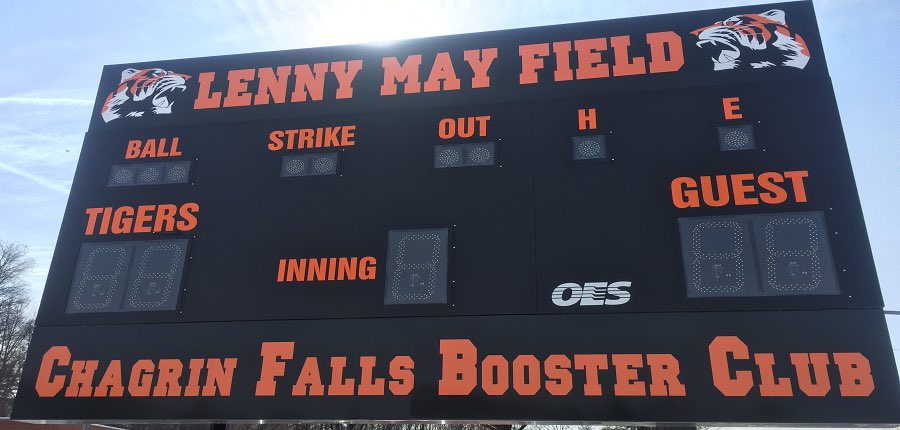 LENNY MAY FIELD
BALL STRIKE OUT H E
TIGERS INNING GUEST
OES
CHAGRIN FALLS BOOSTER CLUB